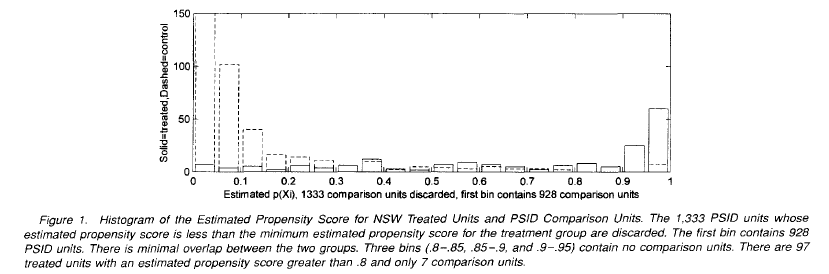 150
100
50
0
Solid=treated,Dashed=control
0 0.1 0.2 0.3 0.4 0.5 0.6 0.7 0.8 0.9 1
Estimated p(Xi), 1333 comparison units discarded, first bin contains 928 comparison units
Figure 1. Histogram of the Estimated Propensity Score for NSW Treated Units and PSID Comparison Units. The 1,333 PSID units whose
estimated propensity score is less than the minimum estimated propensity score for the treatment group are discarded. The first bin contains 928
PSID units. There is minimal overlap between the two groups. Three bins (.8–.85, .85–.9, and .9–.95) contain no comparison units. There are 97
treated units with an estimated propensity score greater than .8 and only 7 comparison units.